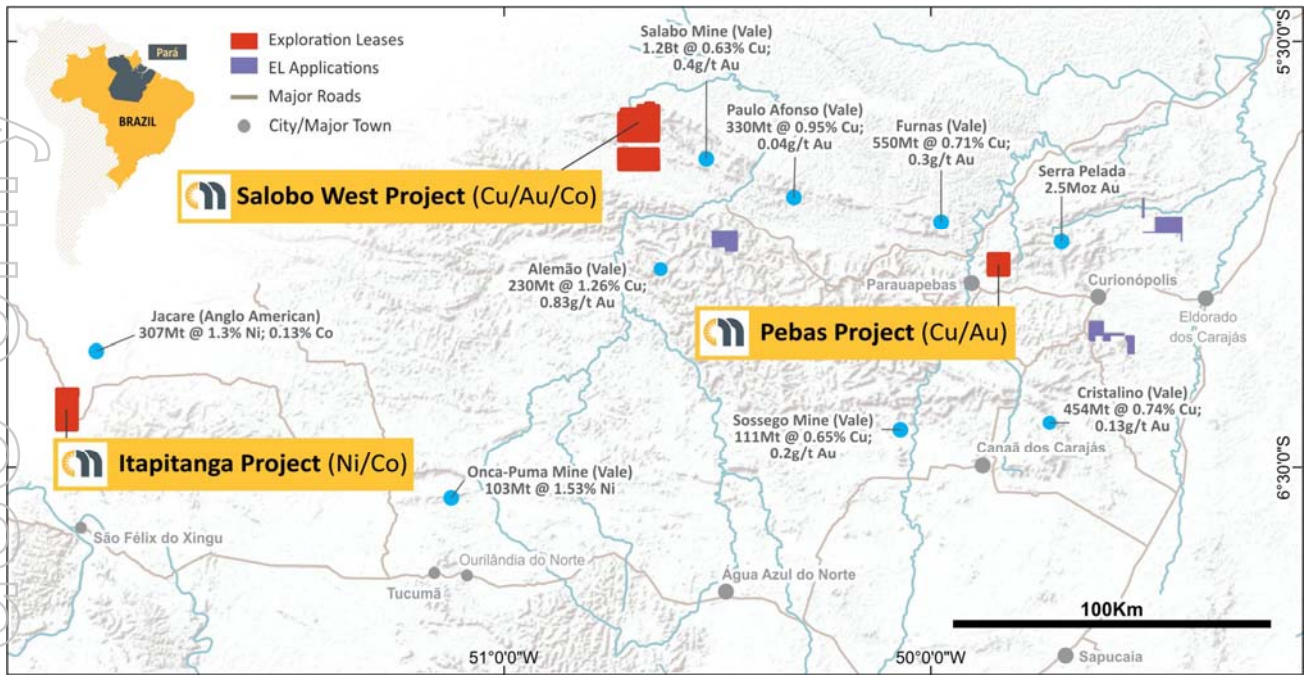 Pará
BRAZIL
Exploration Leases
EL Applications
Major Roads
City/Major Town
Salabo Mine (Vale)
1.2Bt @ 0.63% Cu;
0.4g/t Au
Paulo Afonso (Vale)
330Mt @ 0.95% Cu;
0.04g/t Au
Furnas (Vale)
550Mt @ 0.71% Cu;
0.3g/t Au
Serra Pelada
2.5Moz Au
5°30'0"S
Salobo West Project (Cu/Au/Co)
Alemão (Vale)
230Mt @ 1.26% Cu;
0.83g/t Au
Parauapebas
Curionópolis
Eldorado
dos Carajás
Pebas Project (Cu/Au)
Jacare (Anglo American)
307Mt @ 1.3% Ni; 0.13% Co
Itapitanga Project (Ni/Co)
Sossego Mine (Vale)
111Mt @ 0.65% Cu;
0.2g/t Au
Cristalino (Vale)
454Mt @ 0.74% Cu;
0.13g/t Au
Canaã dos Carajás
6°30'0"S
Onca-Puma Mine (Vale)
103Mt @ 1.53% Ni
São Félix do Xingu
Tucumã
Ourilândia do Norte
Água Azul do Norte
100Km
51°0'0"W
50°0'0"W
Sapucaia